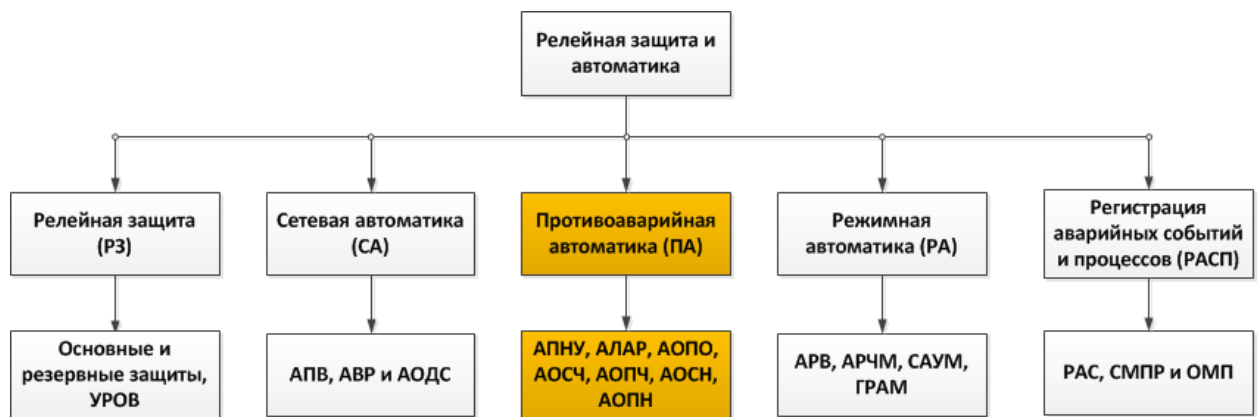 Релейная защита и
автоматика
Релейная защита
(РЗ)
Сетевая автоматика
(СА)
Противоаварийная
автоматика (ПА)
Режимная
автоматика (РА)
Регистрация
аварийных событий
и процессов (РАСП)
Основные и
резервные защиты,
УРОВ
АПВ, АВР и АОДС
АПНУ, АЛАР, АОПО,
АОСЧ, АОПЧ, АОСН,
АОПН
АРВ, АРЧМ, САУМ,
ГРАМ
РАС, СМПР и ОМП